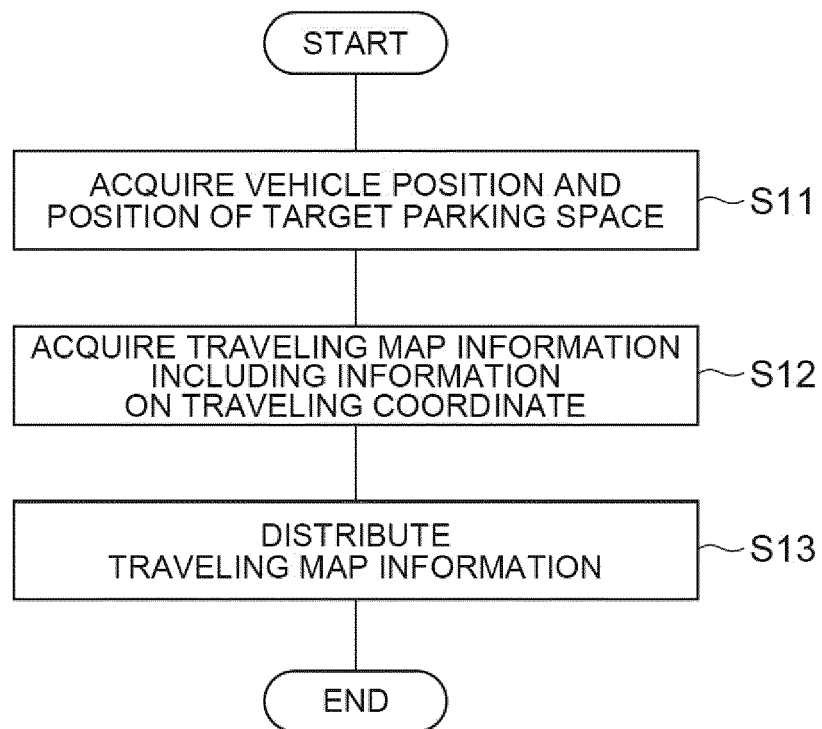 START
ACQUIRE VEHICLE POSITION AND
POSITION OF TARGET PARKING SPACE
S11
ACQUIRE TRAVELING MAP INFORMATION
INCLUDING INFORMATION
ON TRAVELING COORDINATE
S12
DISTRIBUTE
TRAVELING MAP INFORMATION
S13
END